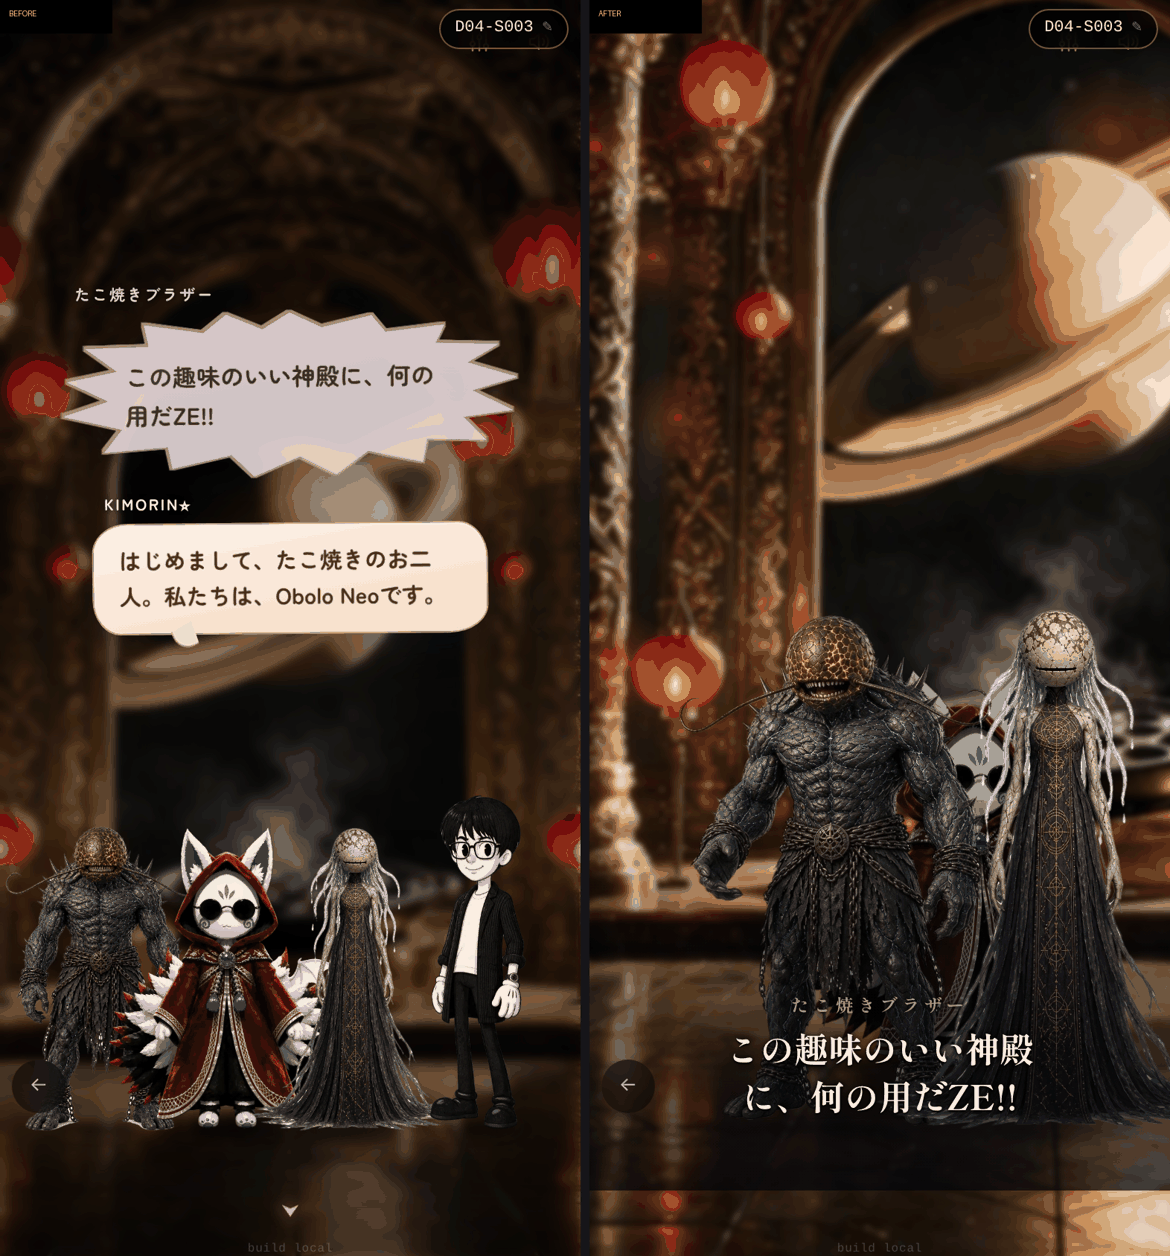 BEFORE
D04-S003 ✎
たこ焼きブラザー
この趣味のいい神殿に、何の
用だZE!!
KIMORIN★
はじめまして、たこ焼きのお二
人。私たちは、Obolo Neoです。
build local
AFTER
D04-S003 ✎
たこ焼きブラザー
この趣味のいい神殿
に、何の用だZE!!
build local